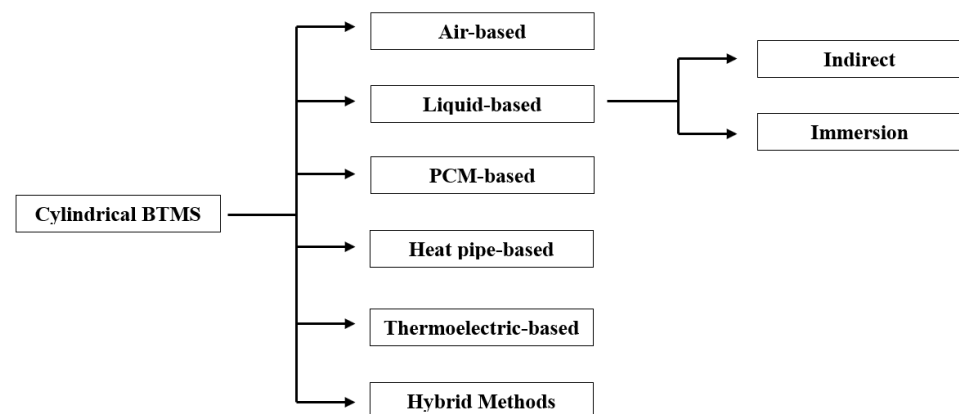 Cylindrical BTMS
Air-based
Liquid-based
PCM-based
Heat pipe-based
Thermoelectric-based
Hybrid Methods
Indirect
Immersion